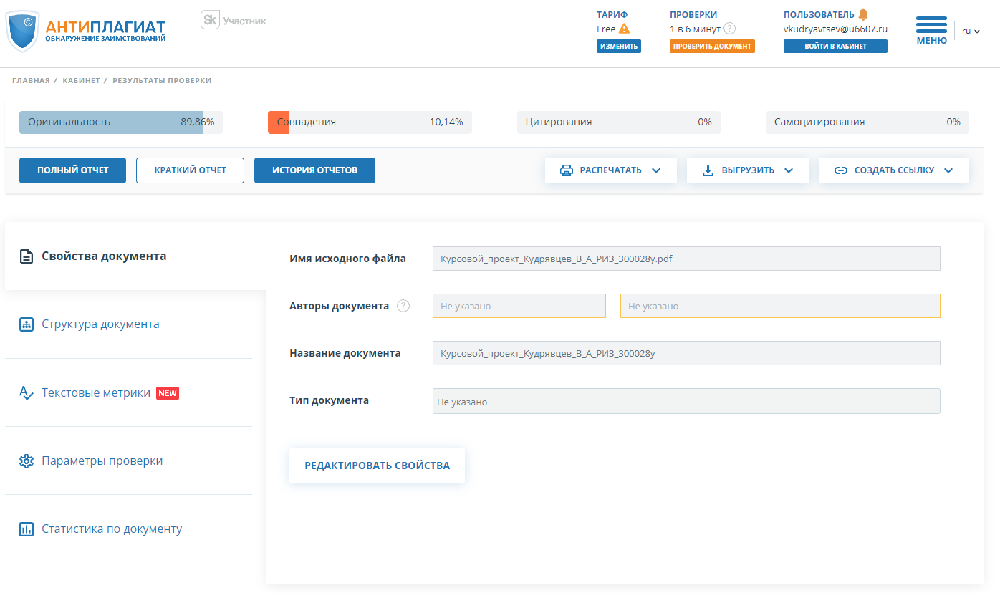 ©
АНТИПЛАГИАТ
ОБНАРУЖЕНИЕ ЗАИМСТВОВАНИЙ
Sk Участник
ТАРИФ
Free
ИЗМЕНИТЬ
ПРОВЕРКИ
1 в 6 минут ?
ПРОВЕРИТЬ ДОКУМЕНТ
ПОЛЬЗОВАТЕЛЬ
vkudryavtsev@u6607.ru
ВОЙТИ В КАБИНЕТ
МЕНЮ
ru
ГЛАВНАЯ / КАБИНЕТ / РЕЗУЛЬТАТЫ ПРОВЕРКИ
Оригинальность 89,86%
Совпадения 10,14%
Цитирования 0%
Самоцитирования 0%
ПОЛНЫЙ ОТЧЕТ
КРАТКИЙ ОТЧЕТ
ИСТОРИЯ ОТЧЕТОВ
РАСПЕЧАТАТЬ
ВЫГРУЗИТЬ
СОЗДАТЬ ССЫЛКУ
Свойства документа
Структура документа
Текстовые метрики NEW
Параметры проверки
Статистика по документу
Имя исходного файла Курсовой_проект_Кудрявцев_В_А_РИЗ_300028у.pdf
Авторы документа ? Не указано Не указано
Название документа Курсовой_проект_Кудрявцев_В_А_РИЗ_300028у
Тип документа Не указано
РЕДАКТИРОВАТЬ СВОЙСТВА